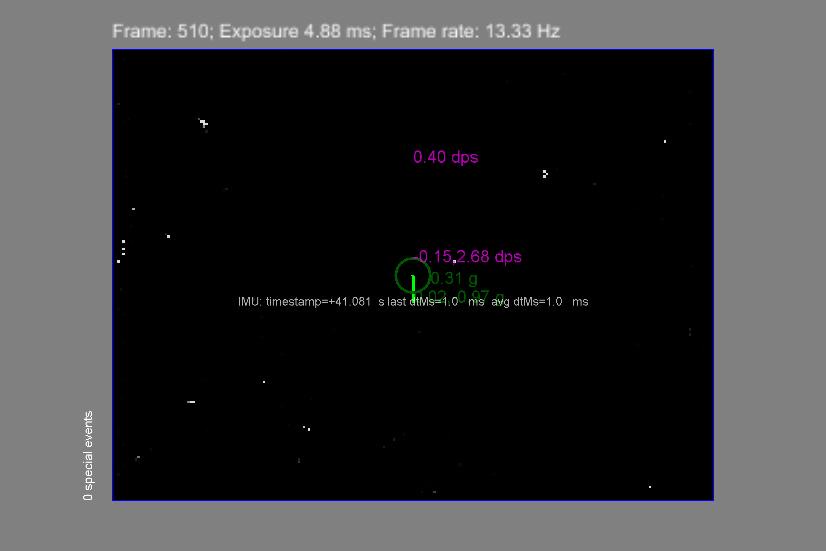 Frame: 510; Exposure 4.88 ms; Frame rate: 13.33 Hz
0.40 dps
-0.15,2.68 dps
0.31 g
0.97 g
IMU: timestamp=+41.081 s last dtMs=1.0 ms avg dtMs=1.0 ms
0 special events